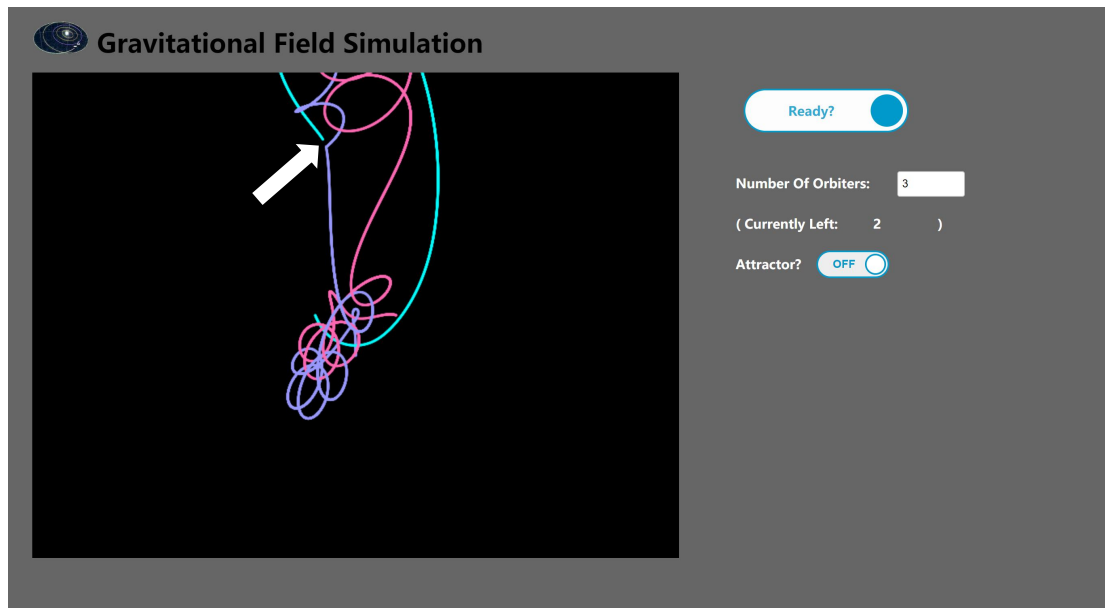 Gravitational Field Simulation
Ready?
Number Of Orbiters: 3
( Currently Left: 2 )
Attractor? OFF